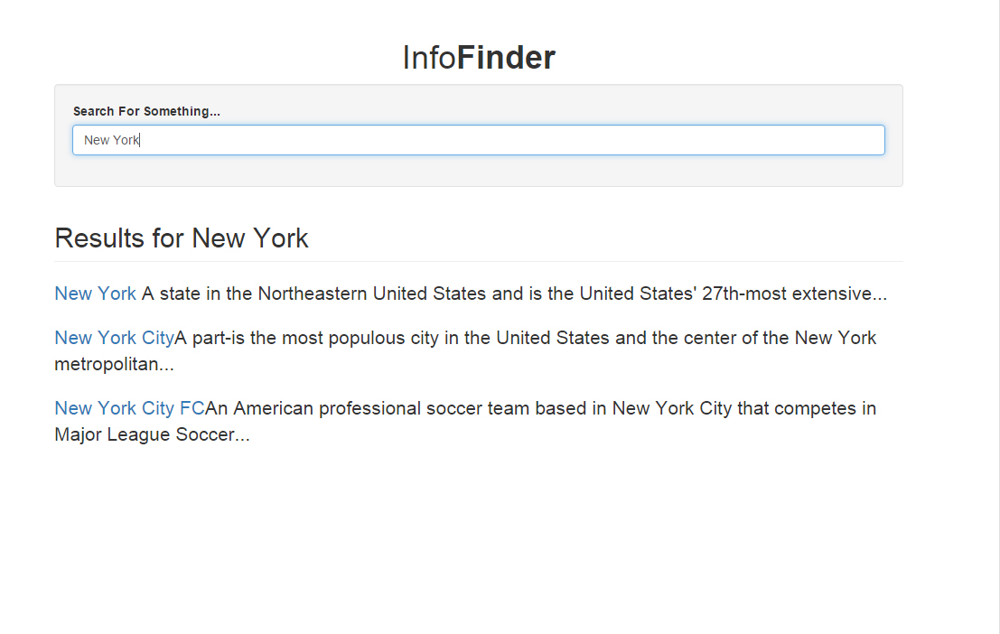 InfoFinder
Search For Something...
New York
Results for New York
New York A state in the Northeastern United States and is the United States' 27th-most extensive...
New York CityA part-is the most populous city in the United States and the center of the New York
metropolitan...
New York City FCAn American professional soccer team based in New York City that competes in
Major League Soccer...